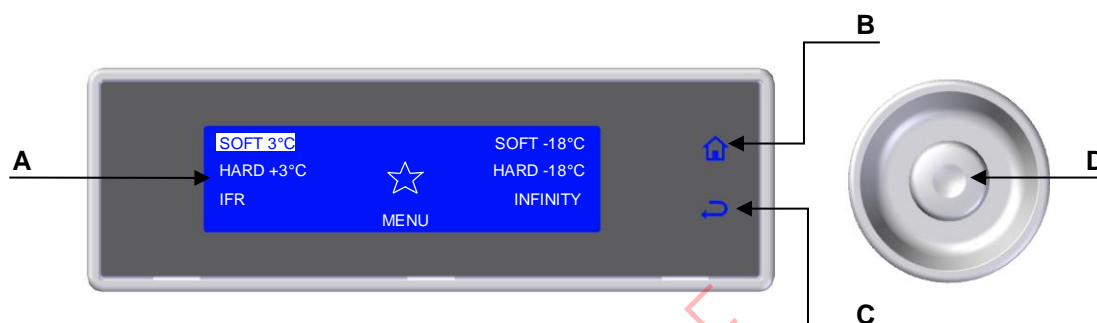 B
A
D
SOFT 3°C
SOFT -18°C
HARD +3°C
HARD -18°C
IFR
INFINITY
MENU
C